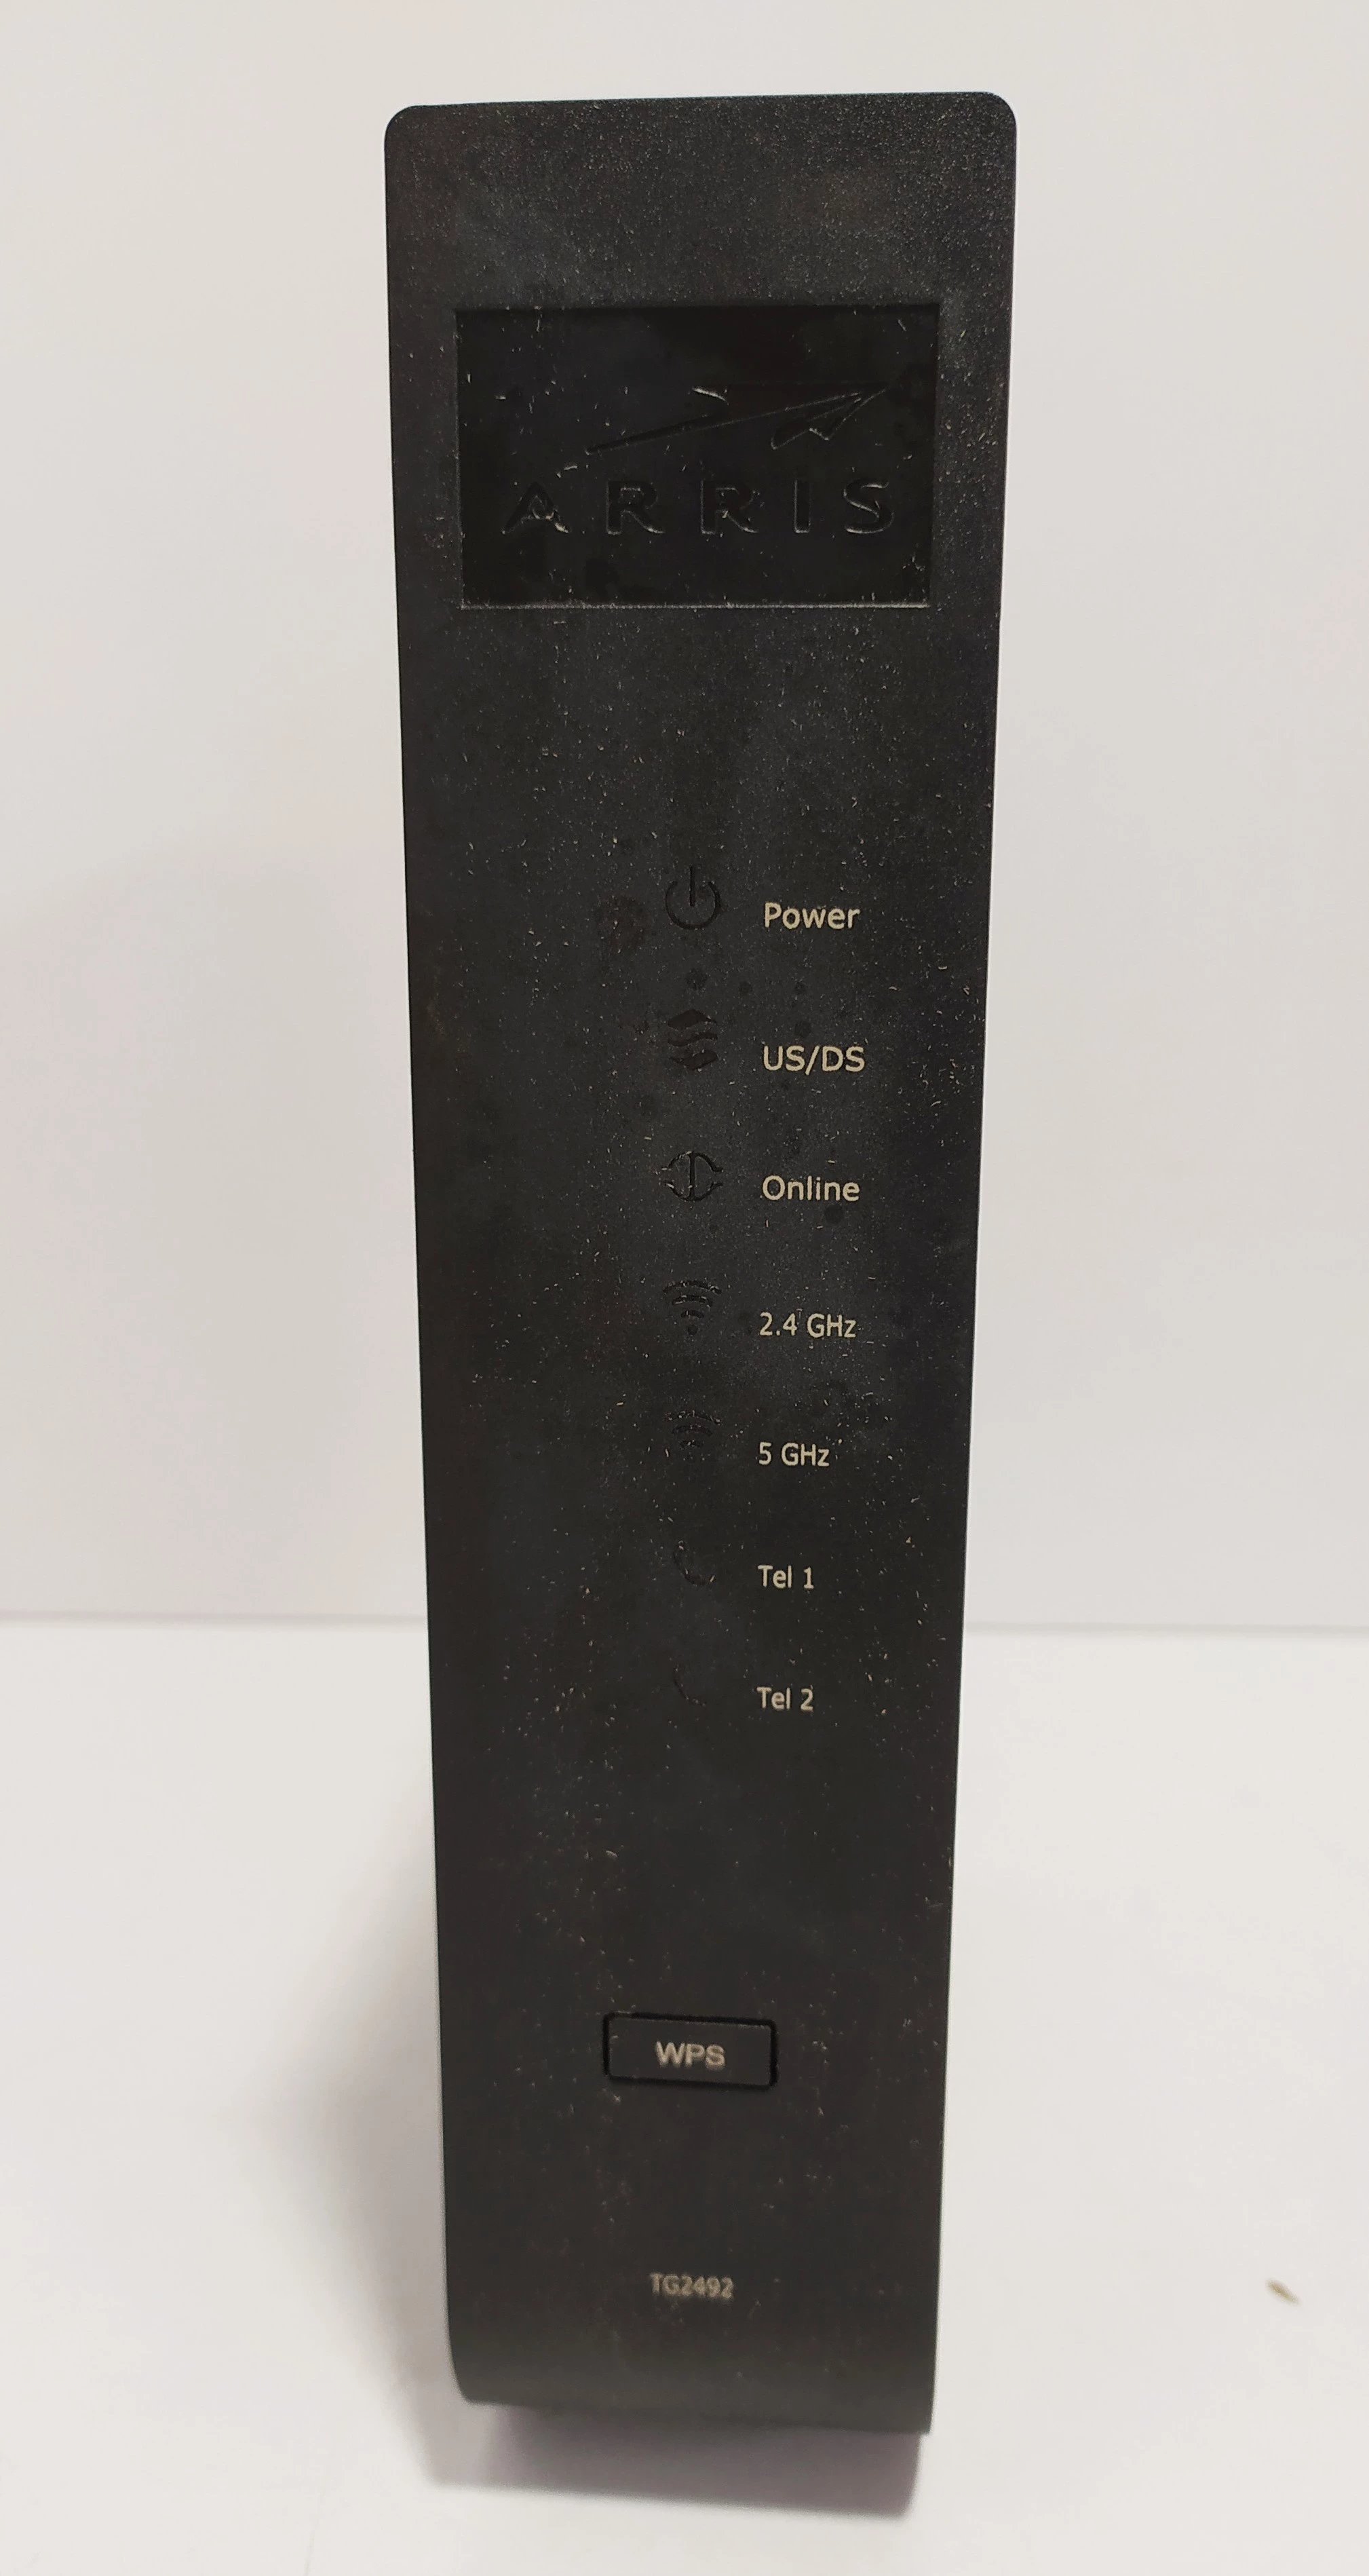 ARRIS
Power
US/DS
Online
2.4 GHz
5 GHz
Tel 1
Tel 2
WPS
TG2492